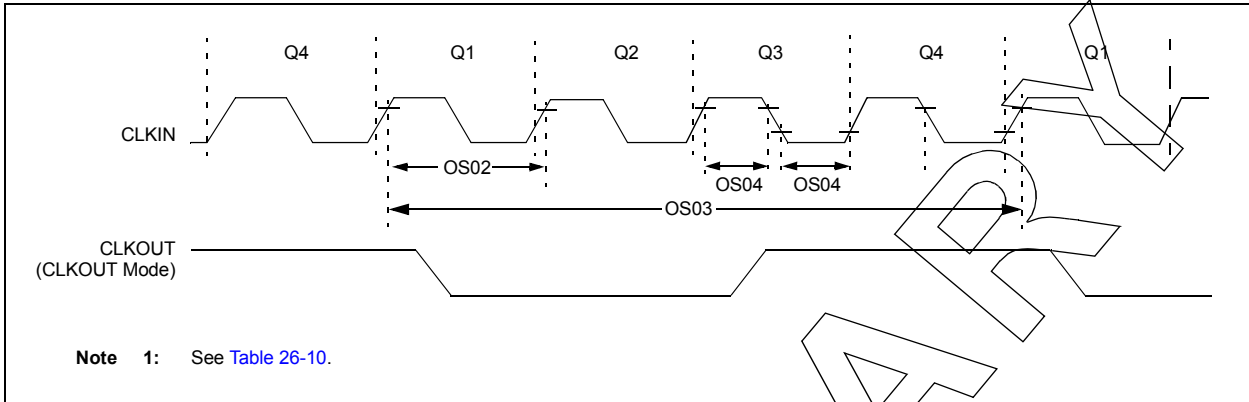 Q4 Q1 Q2 Q3 Q4 Q1
CLKIN
OS02
OS04 OS04
OS03
CLKOUT
(CLKOUT Mode)
Note 1: See Table 26-10.
A R Y